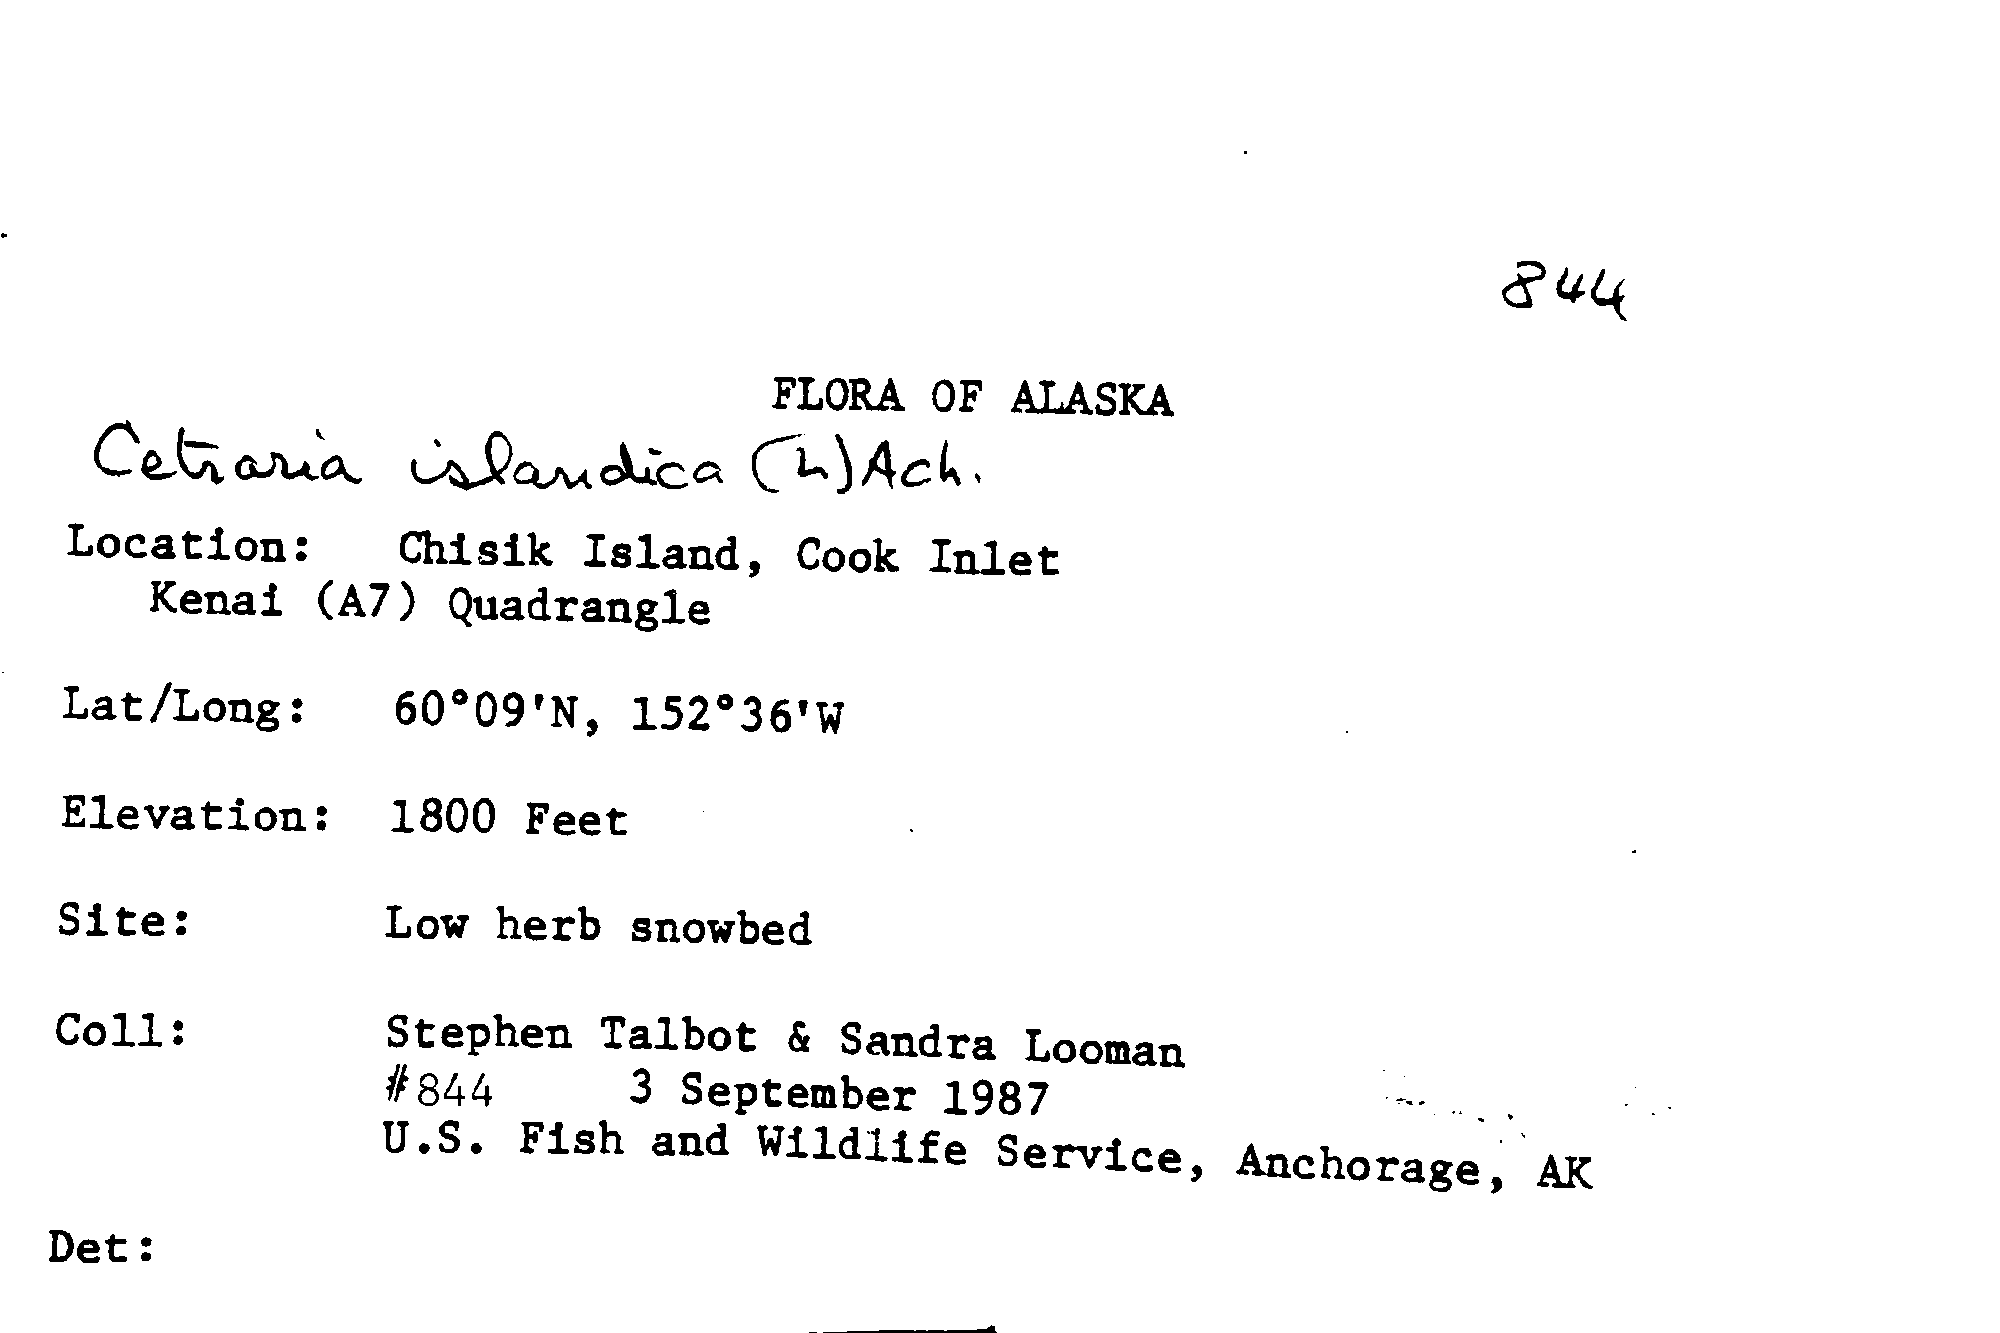 844
FLORA OF ALASKA
Cetraria islandica (L) Ach.
Location: Chisik Island, Cook Inlet
Kenai (A7) Quadrangle
Lat/Long: 60°09'N, 152°36'W
Elevation: 1800 Feet
Site: Low herb snowbed
Coll: Stephen Talbot & Sandra Looman
#844 3 September 1987
U.S. Fish and Wildlife Service, Anchorage, AK
Det: